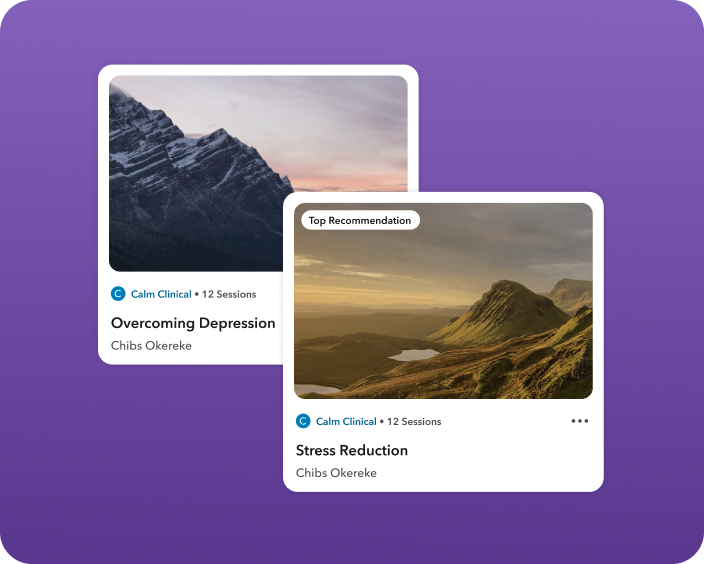 C Calm Clinical • 12 Sessions
Overcoming Depression
Chibs Okereke
Top Recommendation
C Calm Clinical • 12 Sessions
Stress Reduction
Chibs Okereke